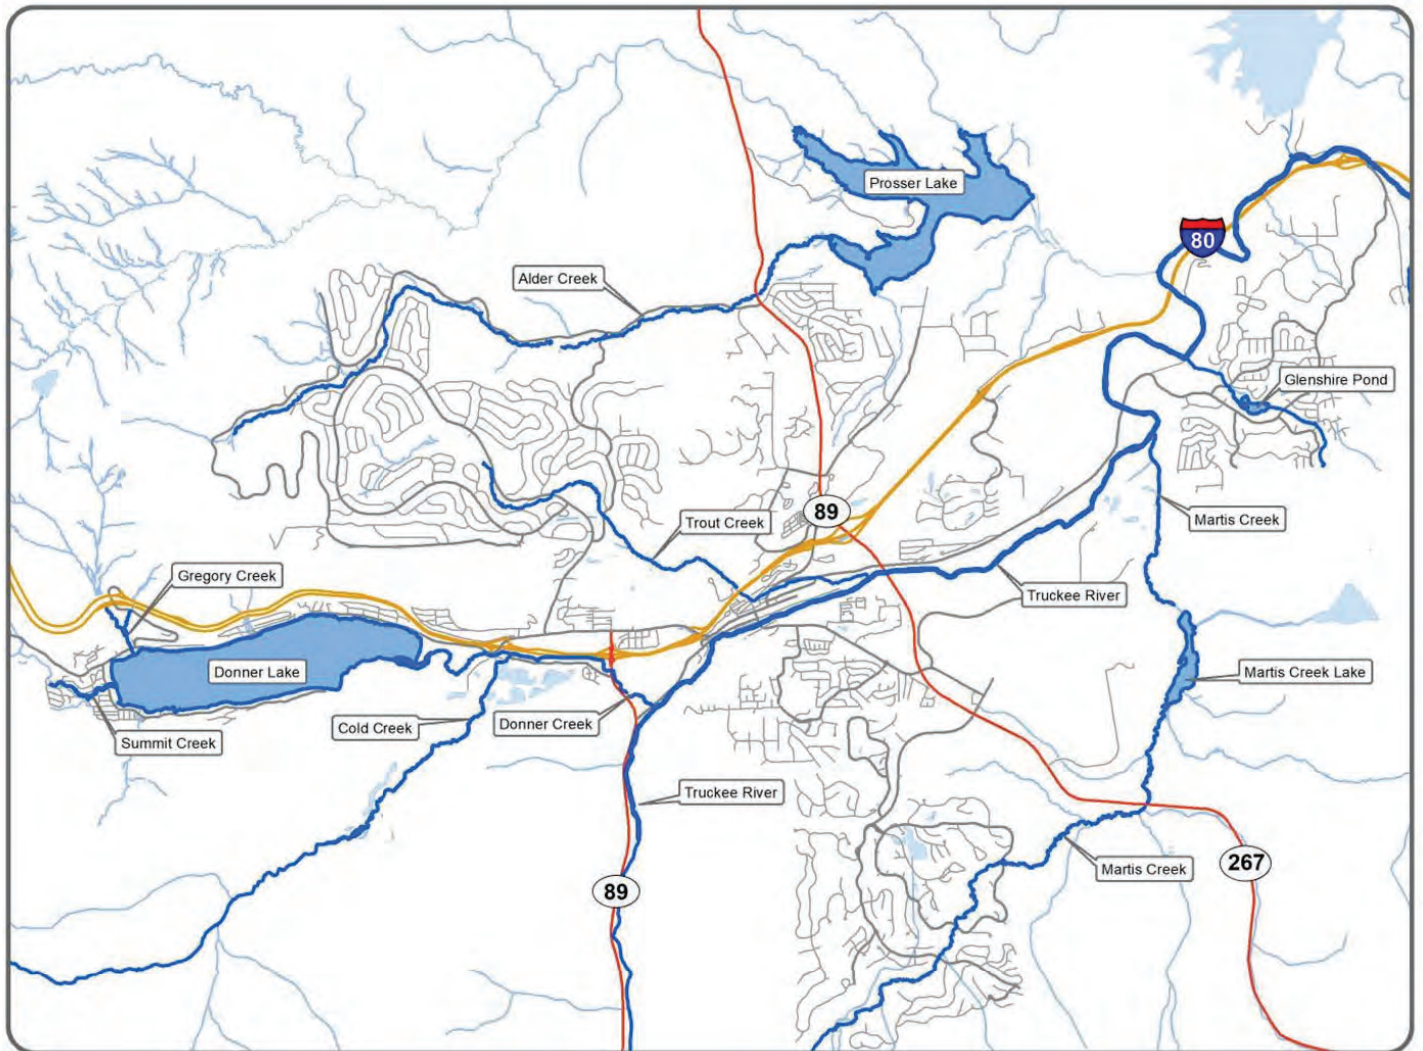 Prosser Lake
80
Alder Creek
Glenshire Pond
89
Trout Creek
Martis Creek
Gregory Creek
Truckee River
Donner Lake
Martis Creek Lake
Cold Creek
Donner Creek
Summit Creek
Truckee River
267
Martis Creek
89